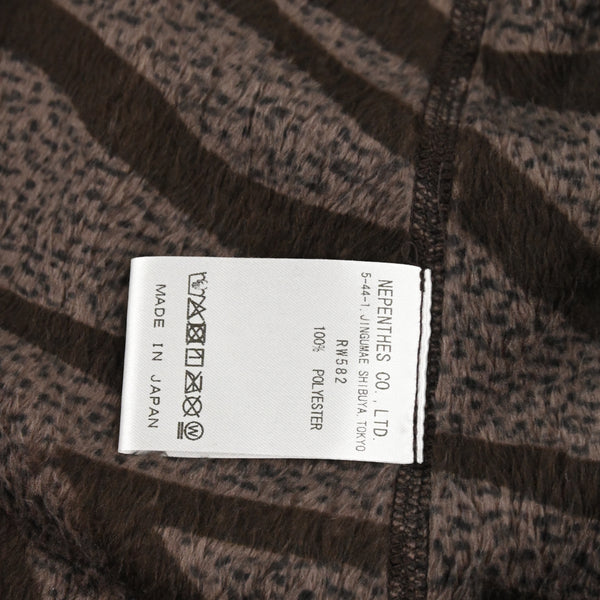 NEPENTHES CO., LTD.
5-44-1, JINGUMAE SHIBUYA, TOKYO
RW582
100% POLYESTER
MADE IN JAPAN